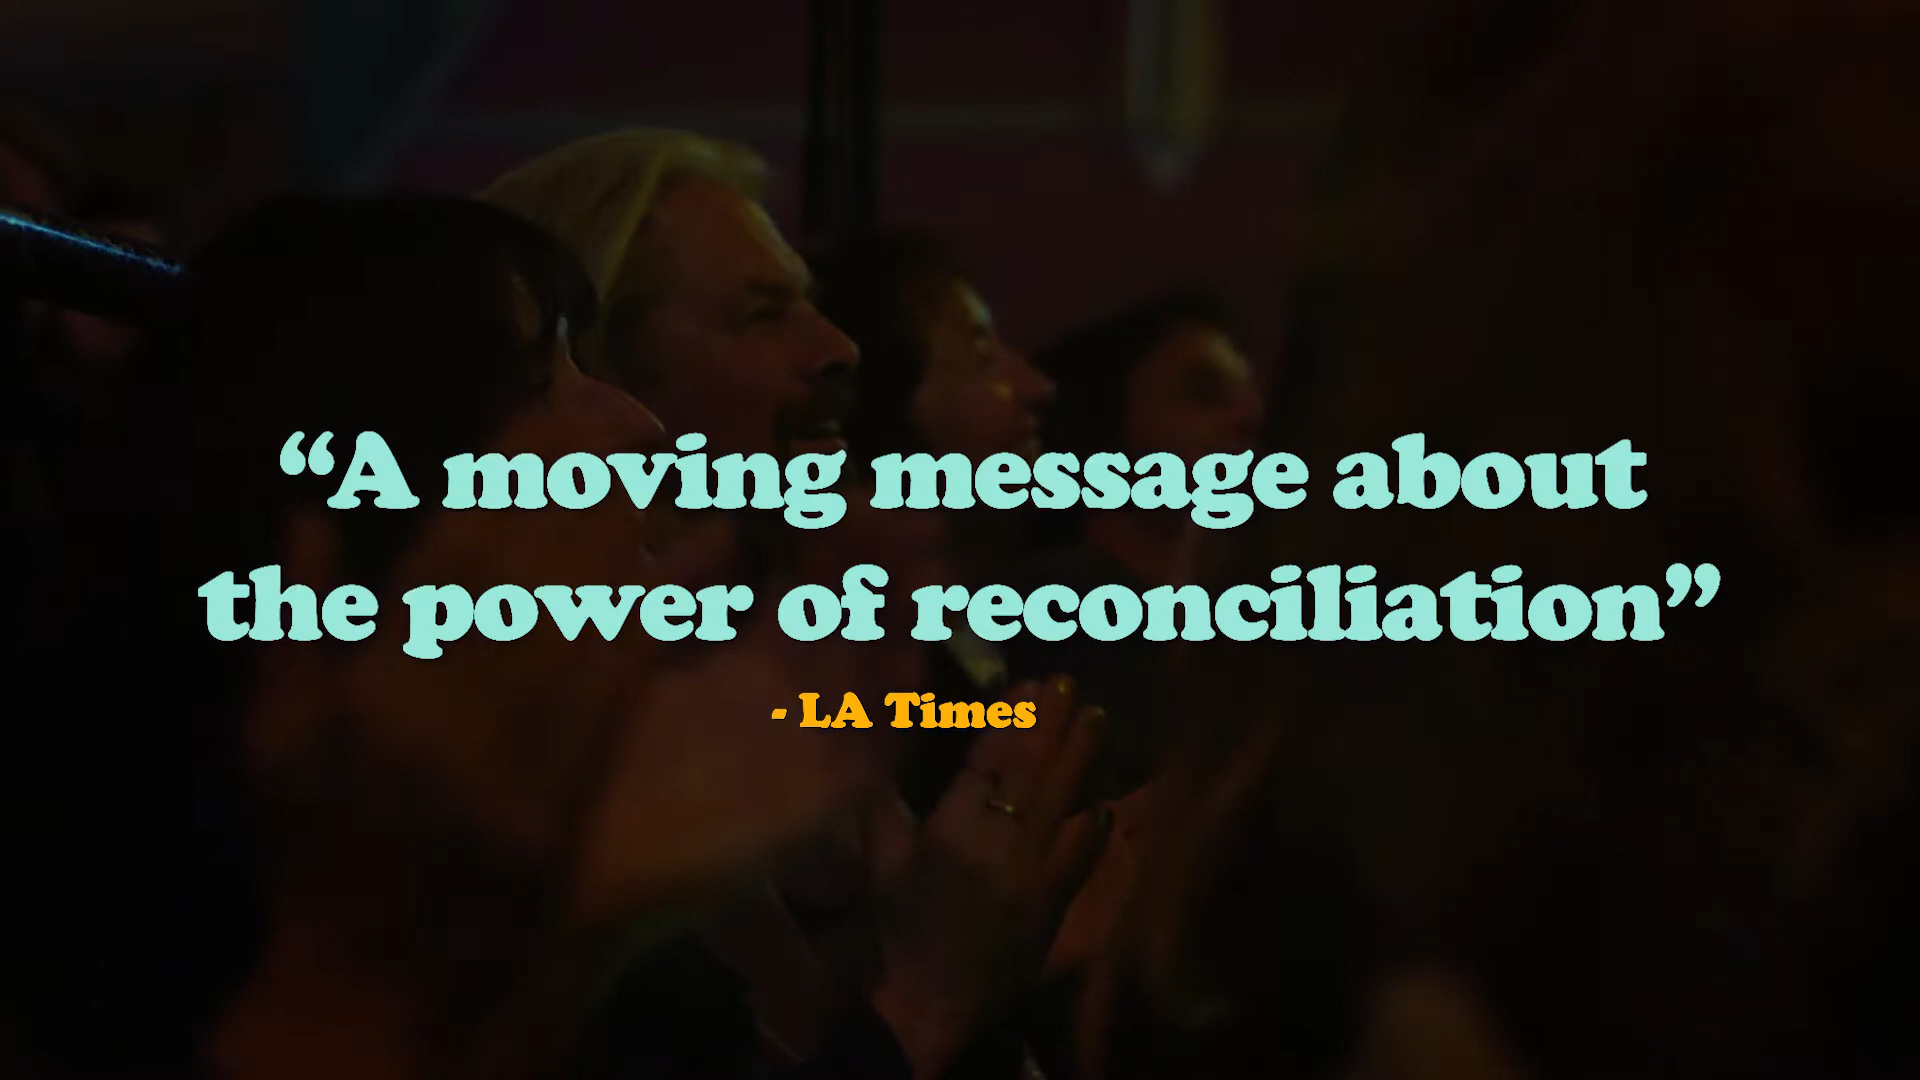 “A moving message about
the power of reconciliation”
- LA Times